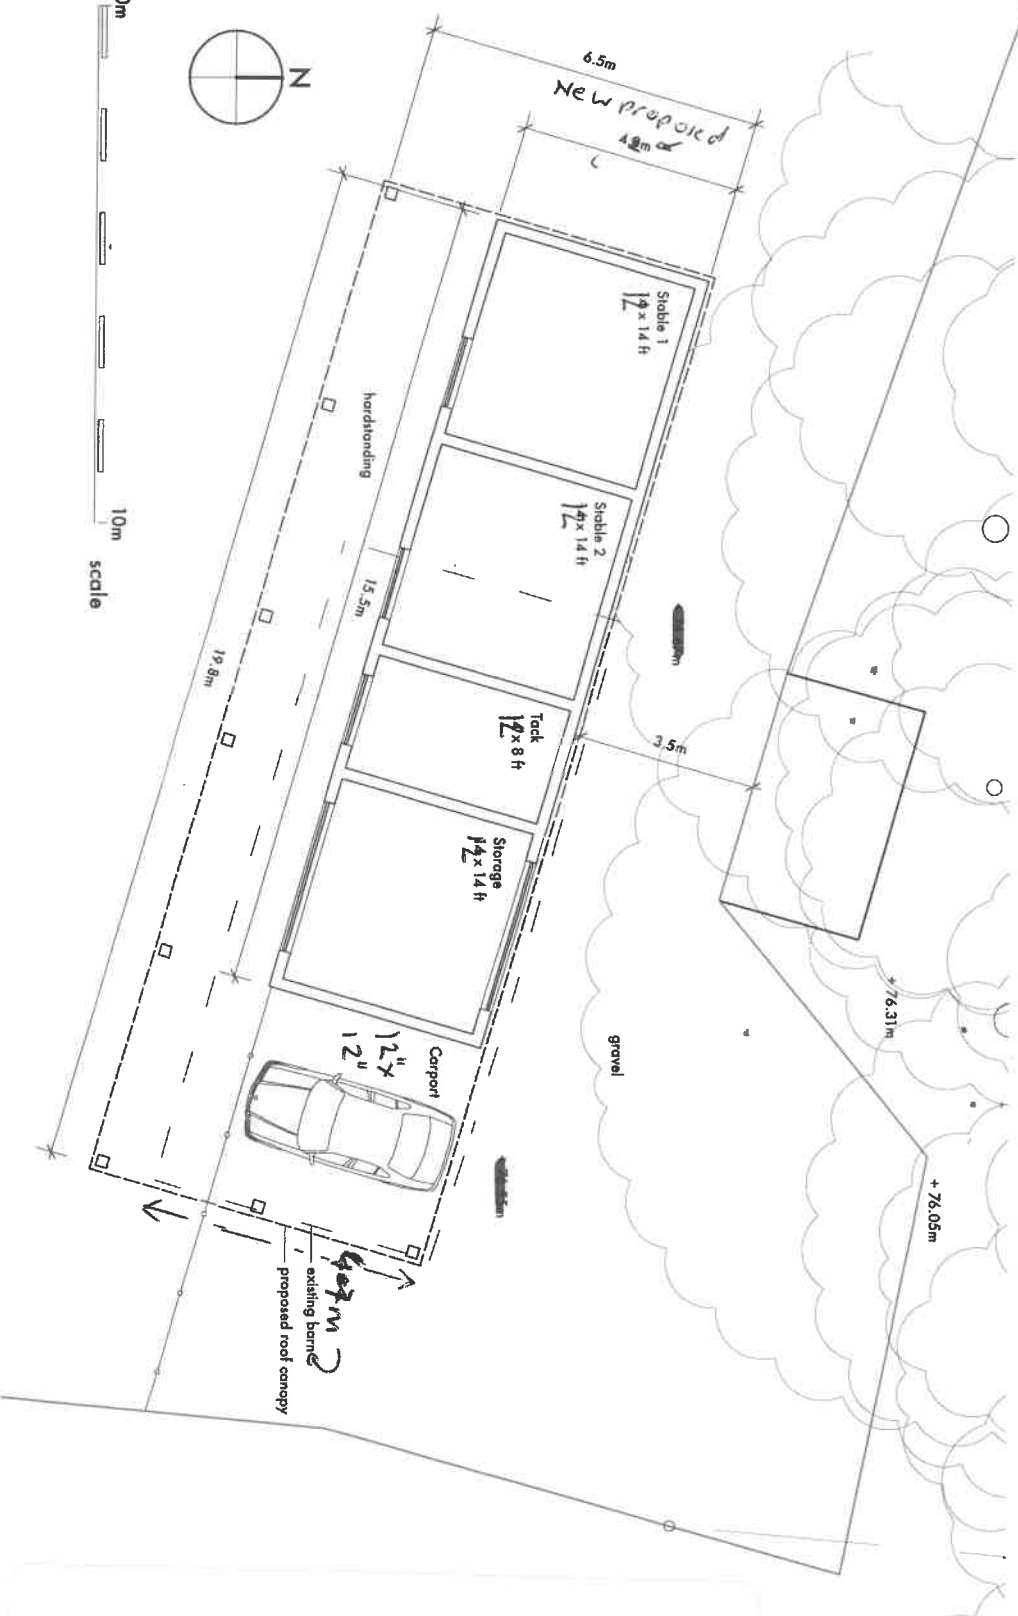 0m
10m
scale
N
6.5m
New proposed
Stable 1
12 x 14 ft
Stable 2
12 x 14 ft
Tack
12 x 8 ft
Storage
12 x 14 ft
Carport
12" x
12"
hardstanding
15.5m
19.8m
3.5m
gravel
+ 76.31m
+ 76.05m
existing barn
proposed roof canopy